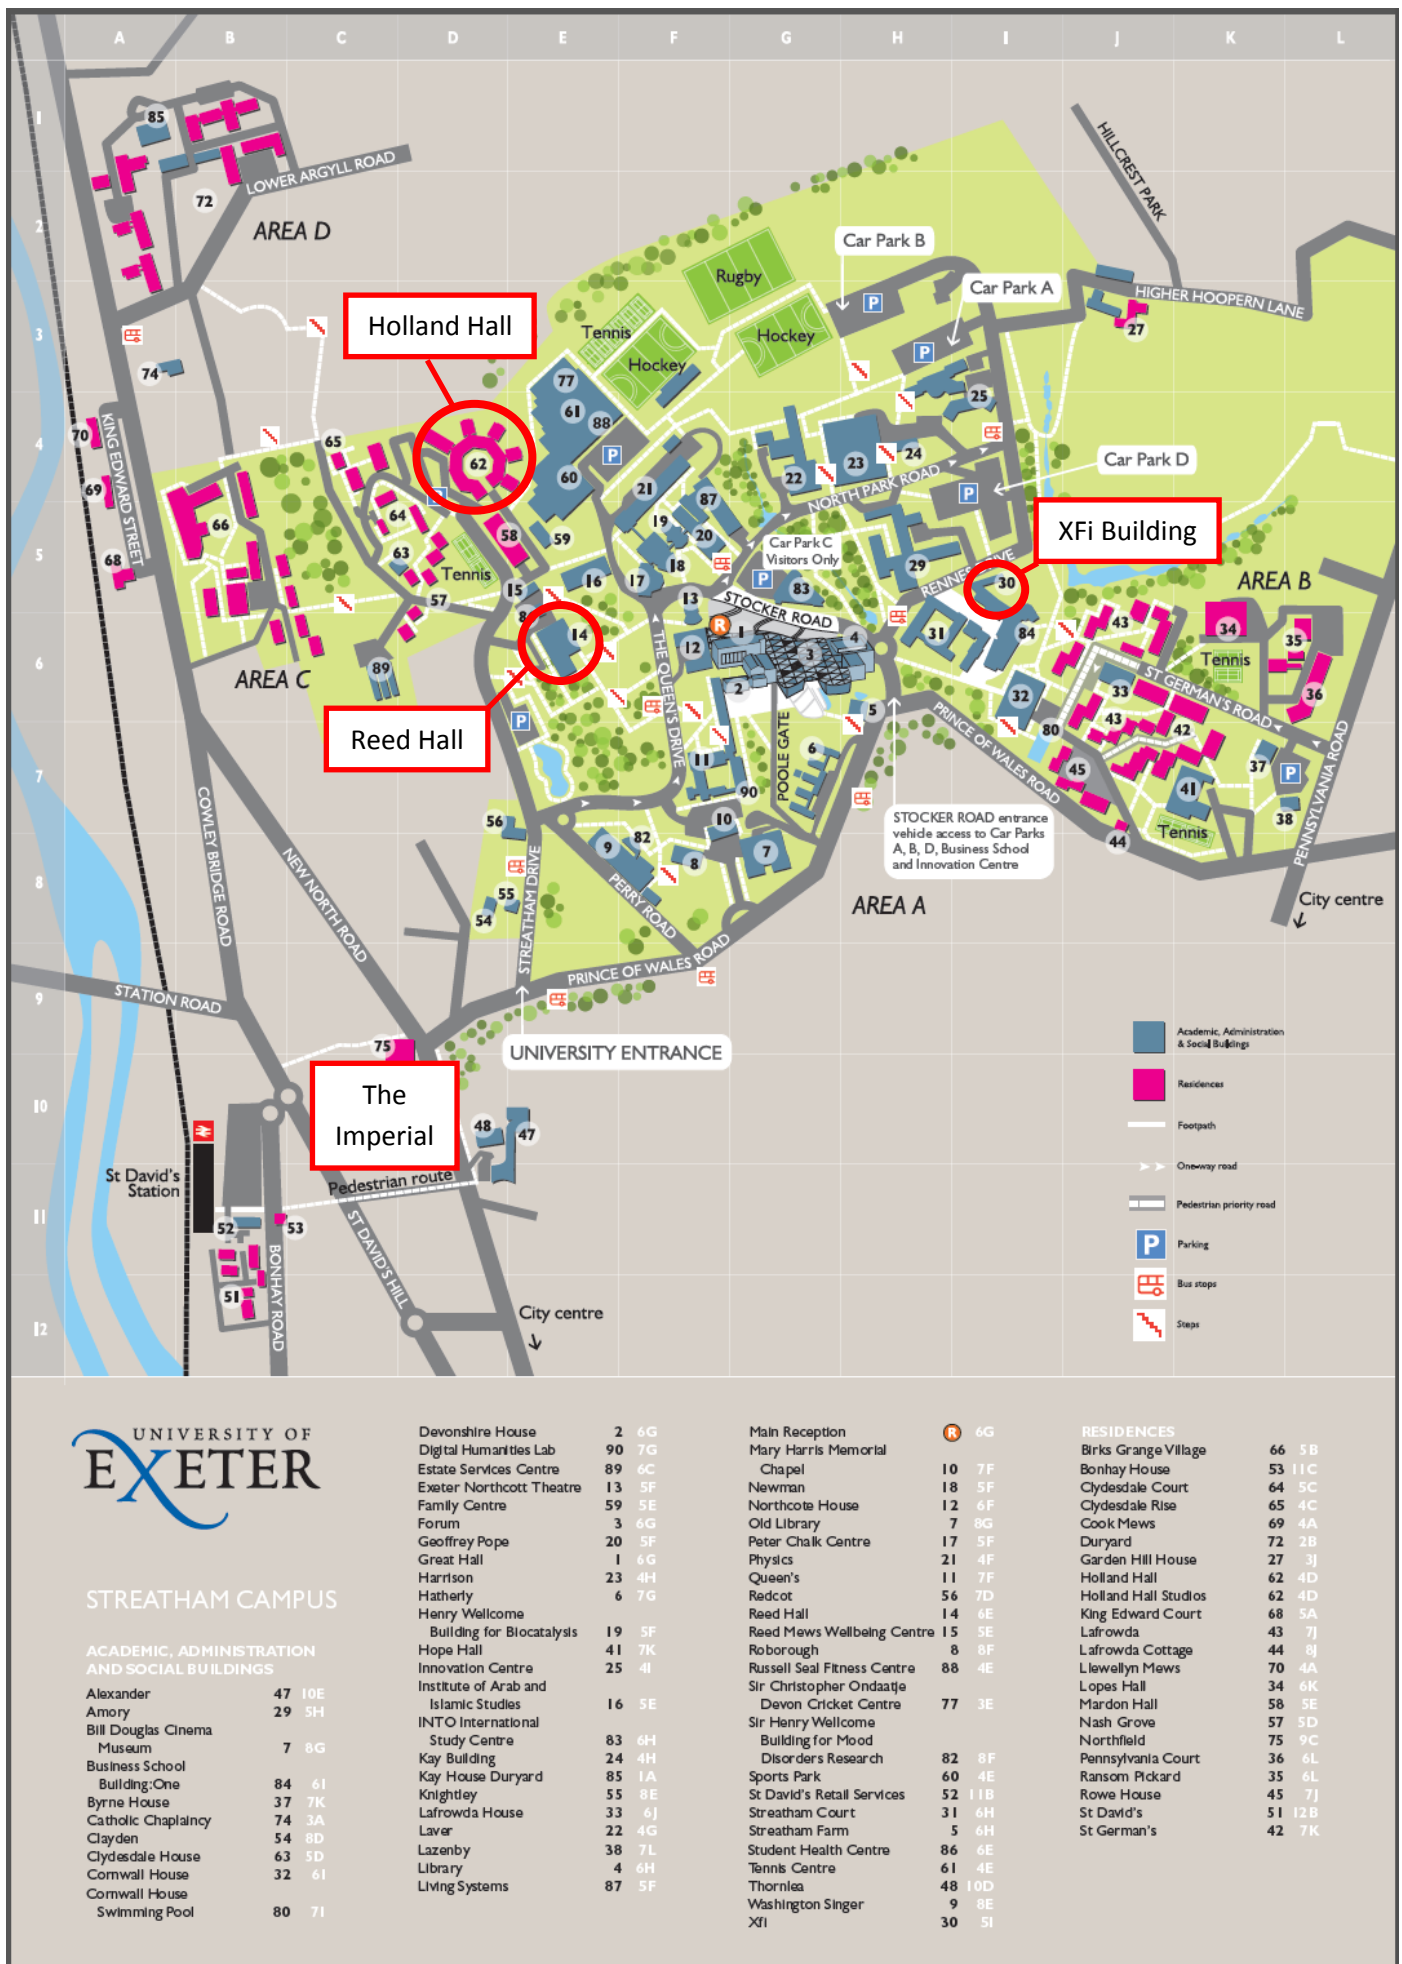 A B C D E F G H I J K L
1
2
3
4
5
6
7
8
9
10
11
12
85
72
LOWER ARGYLL ROAD
AREA D
HILLCREST PARK
Car Park B
Car Park A
P
P
HIGHER HOOPERN LANE
27
Rugby
Tennis
Hockey
Hockey
Holland Hall
74
KING EDWARD STREET
70
69
68
77
61
88
60
P
65
62
66
64
63
58
59
Tennis
57
15
16
21
87
19
20
18
17
22
23
24
25
NORTH PARK ROAD
Car Park D
P
XFi Building
Car Park C
Visitors Only
P
83
29
RENNES DRIVE
30
AREA B
13
STOCKER ROAD
R
1
14
12
3
4
31
84
43
34
35
Tennis
ST GERMAN'S ROAD
36
AREA C
89
Reed Hall
P
THE QUEEN'S DRIVE
2
5
32
33
80
43
42
PRINCE OF WALES ROAD
POOLE GATE
6
11
90
45
41
37
P
38
PENNSYLVANIA ROAD
Tennis
44
COWLEY BRIDGE ROAD
NEW NORTH ROAD
56
9
82
10
8
7
STOCKER ROAD entrance
vehicle access to Car Parks
A, B, D, Business School
and Innovation Centre
AREA A
City centre
STREATHAM DRIVE
55
54
PERRY ROAD
PRINCE OF WALES ROAD
STATION ROAD
UNIVERSITY ENTRANCE
75
The
Imperial
48
47
St David's
Station
Pedestrian route
52
53
51
BONHAY ROAD
ST DAVID'S HILL
City centre
Academic, Administration
& Social Buildings
Residences
Footpath
One-way road
Pedestrian priority road
P Parking
Bus stops
Steps
UNIVERSITY OF
EXETER
STREATHAM CAMPUS
ACADEMIC, ADMINISTRATION
AND SOCIAL BUILDINGS
Alexander 47 10E
Amory 29 5H
Bill Douglas Cinema
Museum 7 8G
Business School
Building:One 84 6I
Byrne House 37 7K
Catholic Chaplaincy 74 3A
Clayden 54 8D
Clydesdale House 63 5D
Cornwall House 32 6I
Cornwall House
Swimming Pool 80 7I
Devonshire House 2 6G
Digital Humanities Lab 90 7G
Estate Services Centre 89 6C
Exeter Northcott Theatre 13 5F
Family Centre 59 5E
Forum 3 6G
Geoffrey Pope 20 5F
Great Hall 1 6G
Harrison 23 4H
Hatherly 6 7G
Henry Wellcome
Building for Biocatalysis 19 5F
Hope Hall 41 7K
Innovation Centre 25 4I
Institute of Arab and
Islamic Studies 16 5E
INTO International
Study Centre 83 6H
Kay Building 24 4H
Kay House Duryard 85 1A
Knightley 55 8E
Lafrowda House 33 6J
Laver 22 4G
Lazenby 38 7L
Library 4 6H
Living Systems 87 5F
Main Reception R 6G
Mary Harris Memorial
Chapel 10 7F
Newman 18 5F
Northcote House 12 6F
Old Library 7 8G
Peter Chalk Centre 17 5F
Physics 21 4F
Queen's 11 7F
Redcot 56 7D
Reed Hall 14 6E
Reed Mews Wellbeing Centre 15 5E
Roborough 8 8F
Russell Seal Fitness Centre 88 4E
Sir Christopher Ondaatje
Devon Cricket Centre 77 3E
Sir Henry Wellcome
Building for Mood
Disorders Research 82 8F
Sports Park 60 4E
St David's Retail Services 52 11B
Streatham Court 31 6H
Streatham Farm 5 6H
Student Health Centre 86 6E
Tennis Centre 61 4E
Thornlea 48 10D
Washington Singer 9 8E
Xfi 30 5I
RESIDENCES
Birks Grange Village 66 5B
Bonhay House 53 11C
Clydesdale Court 64 5C
Clydesdale Rise 65 4C
Cook Mews 69 4A
Duryard 72 2B
Garden Hill House 27 3J
Holland Hall 62 4D
Holland Hall Studios 62 4D
King Edward Court 68 5A
Lafrowda 43 7J
Lafrowda Cottage 44 8J
Llewellyn Mews 70 4A
Lopes Hall 34 6K
Mardon Hall 58 5E
Nash Grove 57 5D
Northfield 75 9C
Pennsylvania Court 36 6L
Ransom Pickard 35 6L
Rowe House 45 7J
St David's 51 12B
St German's 42 7K